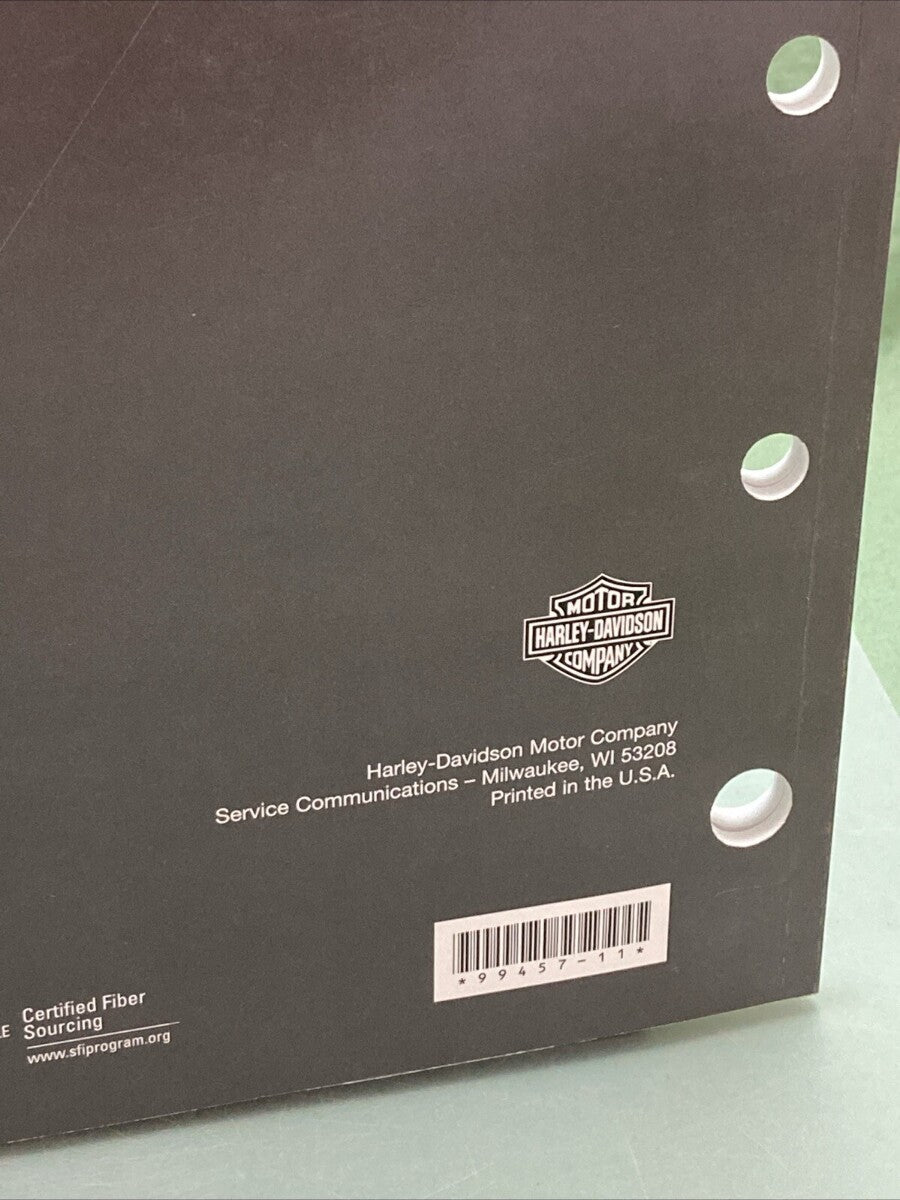 MOTOR
HARLEY-DAVIDSON
COMPANY
Harley-Davidson Motor Company
Service Communications – Milwaukee, WI 53208
Printed in the U.S.A.
*99457-11*
Certified Fiber
Sourcing
www.sfiprogram.org